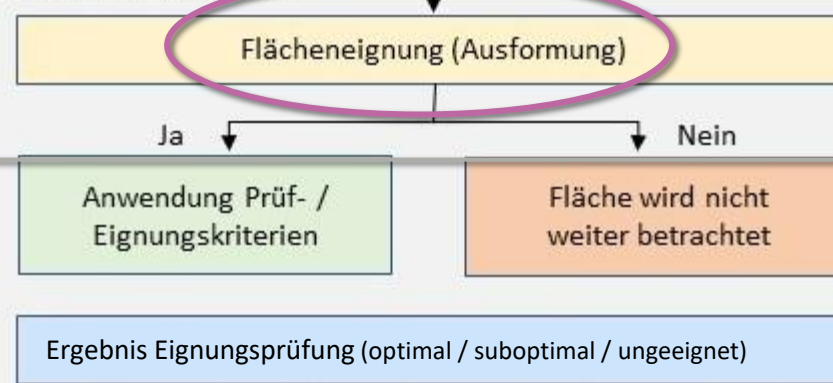 Flächeneignung (Ausformung)
Ja
Nein
Anwendung Prüf- /
Eignungskriterien
Fläche wird nicht
weiter betrachtet
Ergebnis Eignungsprüfung (optimal / suboptimal / ungeeignet)